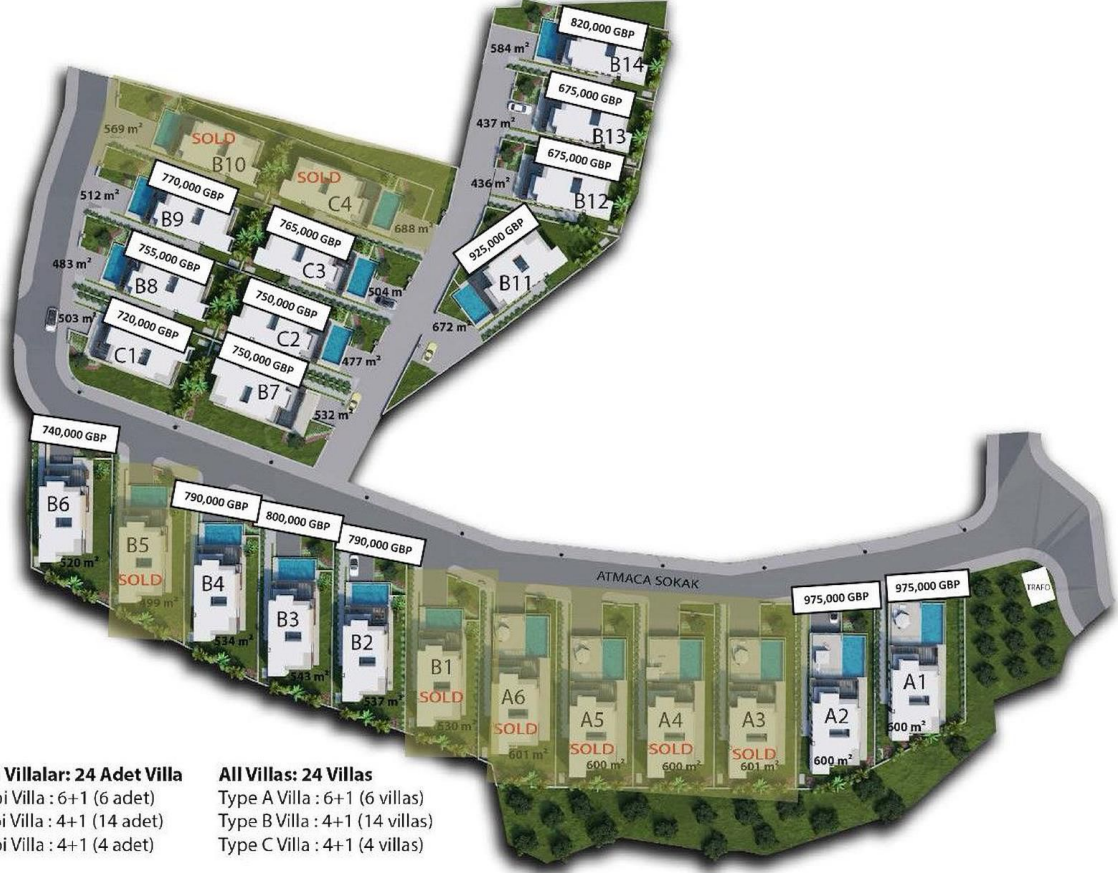 820,000 GBP
584 m²
B14
675,000 GBP
437 m²
B13
675,000 GBP
436 m²
B12
925,000 GBP
B11
672 m²
569 m²
SOLD
B10
SOLD
C4
688 m²
770,000 GBP
512 m²
B9
765,000 GBP
C3
504 m
755,000 GBP
483 m²
B8
750,000 GBP
C2
477 m²
720,000 GBP
503 m²
C1
750,000 GBP
B7
532 m²
740,000 GBP
B6
520 m²
B5
SOLD
499 m²
790,000 GBP
B4
534 m²
800,000 GBP
B3
543 m²
790,000 GBP
B2
537 m²
B1
SOLD
530 m²
A6
SOLD
601 m²
A5
SOLD
600 m²
A4
SOLD
600 m²
A3
SOLD
601 m²
975,000 GBP
A2
600 m²
975,000 GBP
A1
600 m²
ATMACA SOKAK
TRAFO
Villalar: 24 Adet Villa
pi Villa : 6+1 (6 adet)
pi Villa : 4+1 (14 adet)
pi Villa : 4+1 (4 adet)
All Villas: 24 Villas
Type A Villa : 6+1 (6 villas)
Type B Villa : 4+1 (14 villas)
Type C Villa : 4+1 (4 villas)